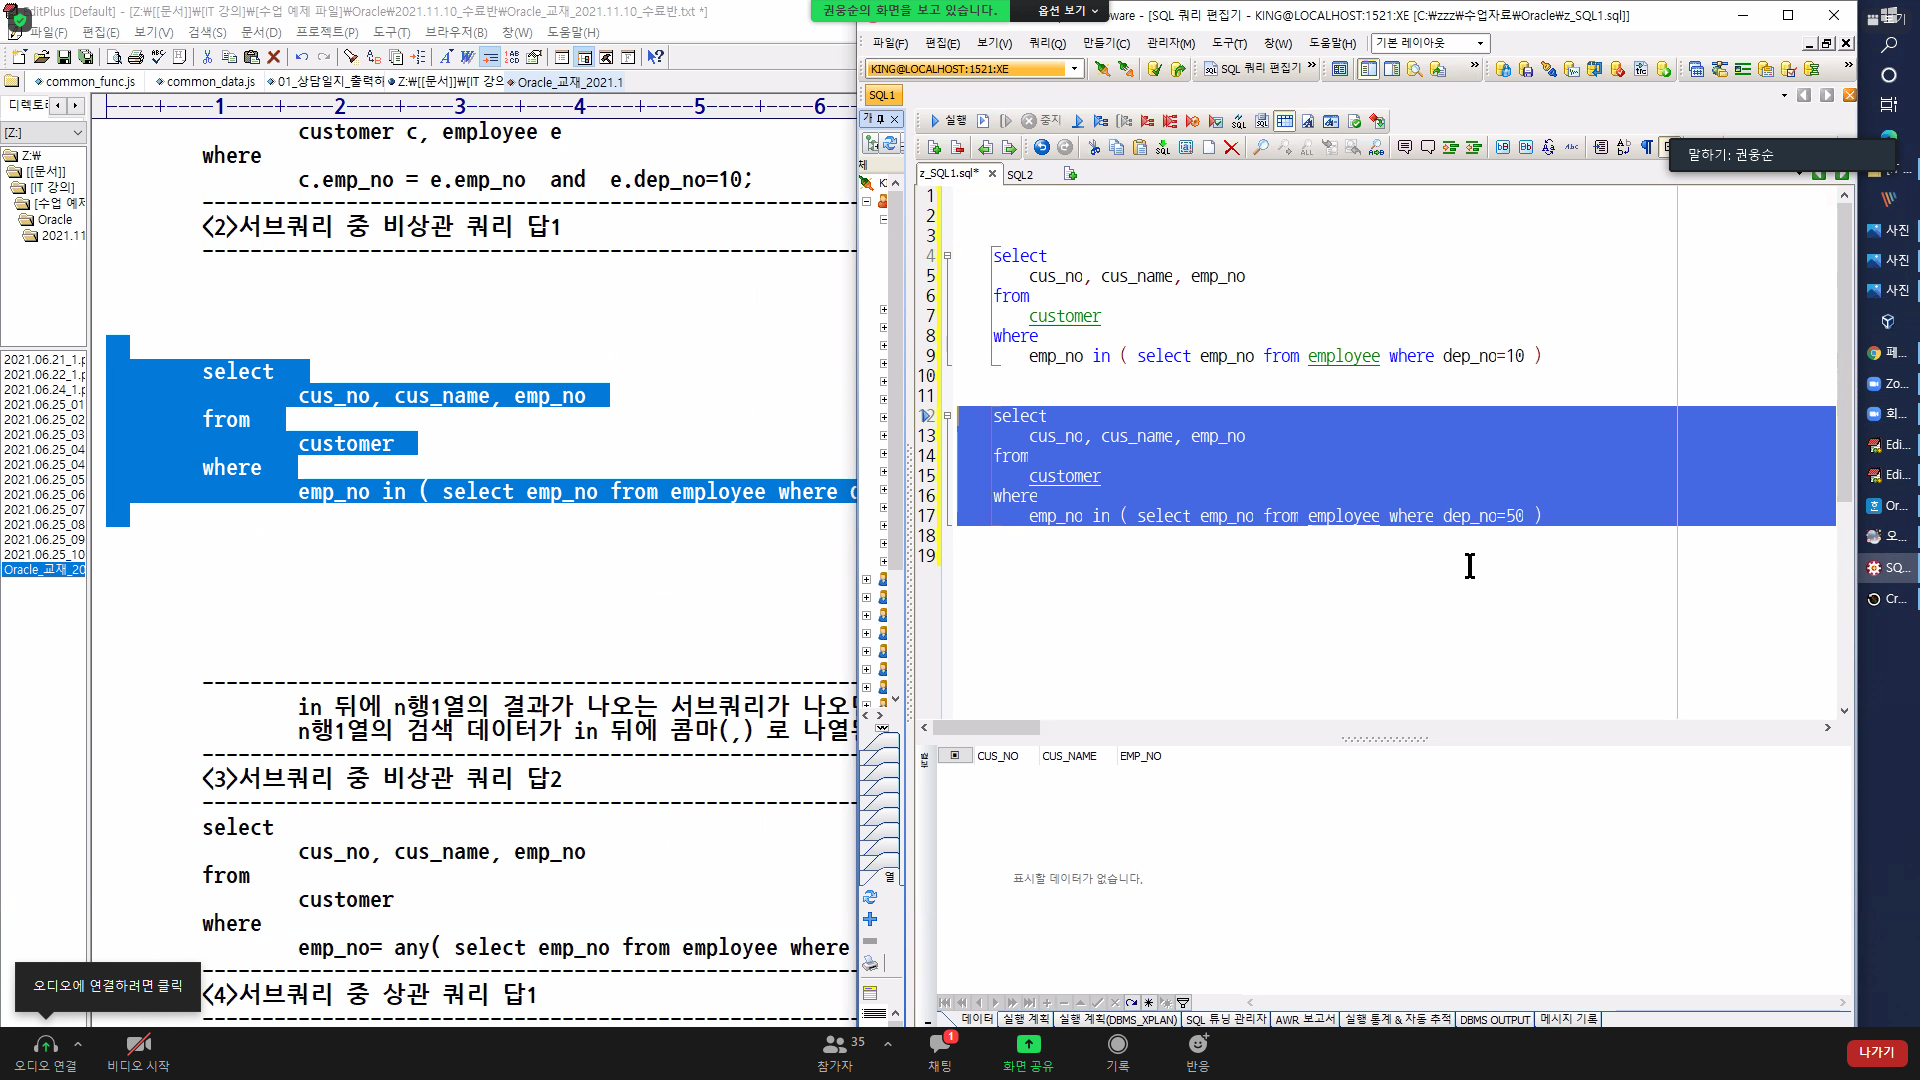 EditPlus [Default] - [Z:₩[[문서]]₩[IT 강의]₩[수업 예제 파일]₩Oracle₩2021.11.10_수료반₩Oracle_교재_2021.11.10_수료반.txt *]
파일(F) 편집(E) 보기(V) 검색(S) 문서(D) 프로젝트(P) 도구(T) 브라우저(B) 창(W) 도움말(H)
common_func.js common_data.js 01_상담일지_출력하 Z:₩[[문서]]₩[IT 강의 Oracle_교재_2021.1
디렉토리
1 2 3 4 5 6
[Z:]
Z:₩
[[문서]]
[IT 강의]
[수업 예제
Oracle
2021.11
2021.06.21_1.p
2021.06.22_1.p
2021.06.24_1.p
2021.06.25_01
2021.06.25_02
2021.06.25_03
2021.06.25_04
2021.06.25_04
2021.06.25_05
2021.06.25_06
2021.06.25_07
2021.06.25_08
2021.06.25_09
2021.06.25_10
Oracle_교재_20
customer c, employee e
where
c.emp_no = e.emp_no and e.dep_no=10;
<2>서브쿼리 중 비상관 쿼리 답1
select
cus_no, cus_name, emp_no
from
customer
where
emp_no in ( select emp_no from employee where d
in 뒤에 n행1열의 결과가 나오는 서브쿼리가 나오
n행1열의 검색 데이터가 in 뒤에 콤마(,) 로 나열
<3>서브쿼리 중 비상관 쿼리 답2
select
cus_no, cus_name, emp_no
from
customer
where
emp_no= any( select emp_no from employee where
<4>서브쿼리 중 상관 쿼리 답1
오디오에 연결하려면 클릭
권웅순의 화면을 보고 있습니다. 옵션 보기
ware - [SQL 쿼리 편집기 - KING@LOCALHOST:1521:XE [C:₩zzz₩수업자료₩Oracle₩z_SQL1.sql]]
파일(F) 편집(E) 보기(V) 쿼리(Q) 만들기(C) 관리자(M) 도구(T) 창(W) 도움말(H) 기본 레이아웃
KING@LOCALHOST:1521:XE SQL 쿼리 편집기
SQL1
실행 중지
말하기: 권웅순
z_SQL1.sql* SQL2
1
2
3
4 select
5 cus_no, cus_name, emp_no
6 from
7 customer
8 where
9 emp_no in ( select emp_no from employee where dep_no=10 )
10
11
12 select
13 cus_no, cus_name, emp_no
14 from
15 customer
16 where
17 emp_no in ( select emp_no from employee where dep_no=50 )
18
19
CUS_NO CUS_NAME EMP_NO
표시할 데이터가 없습니다.
데이터 실행 계획 실행 계획(DBMS_XPLAN) SQL 튜닝 관리자 AWR 보고서 실행 통계 & 자동 추적 DBMS OUTPUT 메시지 기록
사진
사진
사진
페...
Zo...
회...
Edi...
Edi...
Or...
오...
SQ...
Cr...
오디오 연결 비디오 시작 참가자 35 채팅 1 화면 공유 기록 반응 나가기